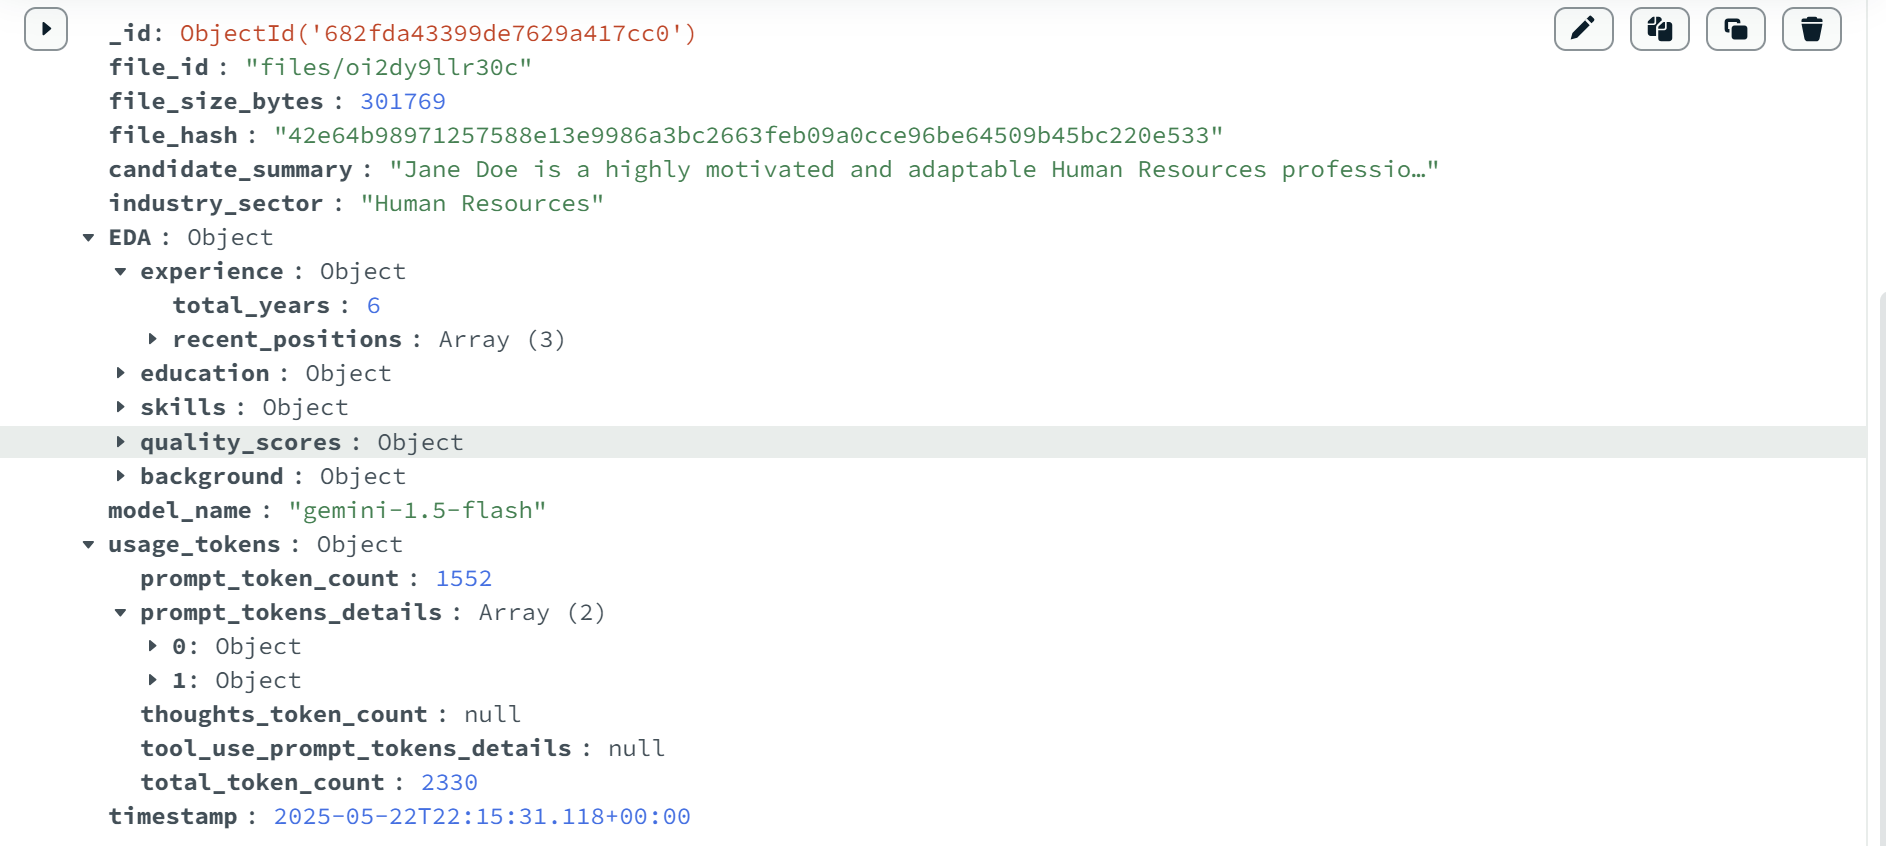 _id: ObjectId('682fda43399de7629a417cc0')
file_id : "files/oi2dy9llr30c"
file_size_bytes : 301769
file_hash : "42e64b98971257588e13e9986a3bc2663feb09a0cce96be64509b45bc220e533"
candidate_summary : "Jane Doe is a highly motivated and adaptable Human Resources professio…"
industry_sector : "Human Resources"
EDA : Object
experience : Object
total_years : 6
recent_positions : Array (3)
education : Object
skills : Object
quality_scores : Object
background : Object
model_name : "gemini-1.5-flash"
usage_tokens : Object
prompt_token_count : 1552
prompt_tokens_details : Array (2)
0: Object
1: Object
thoughts_token_count : null
tool_use_prompt_tokens_details : null
total_token_count : 2330
timestamp : 2025-05-22T22:15:31.118+00:00